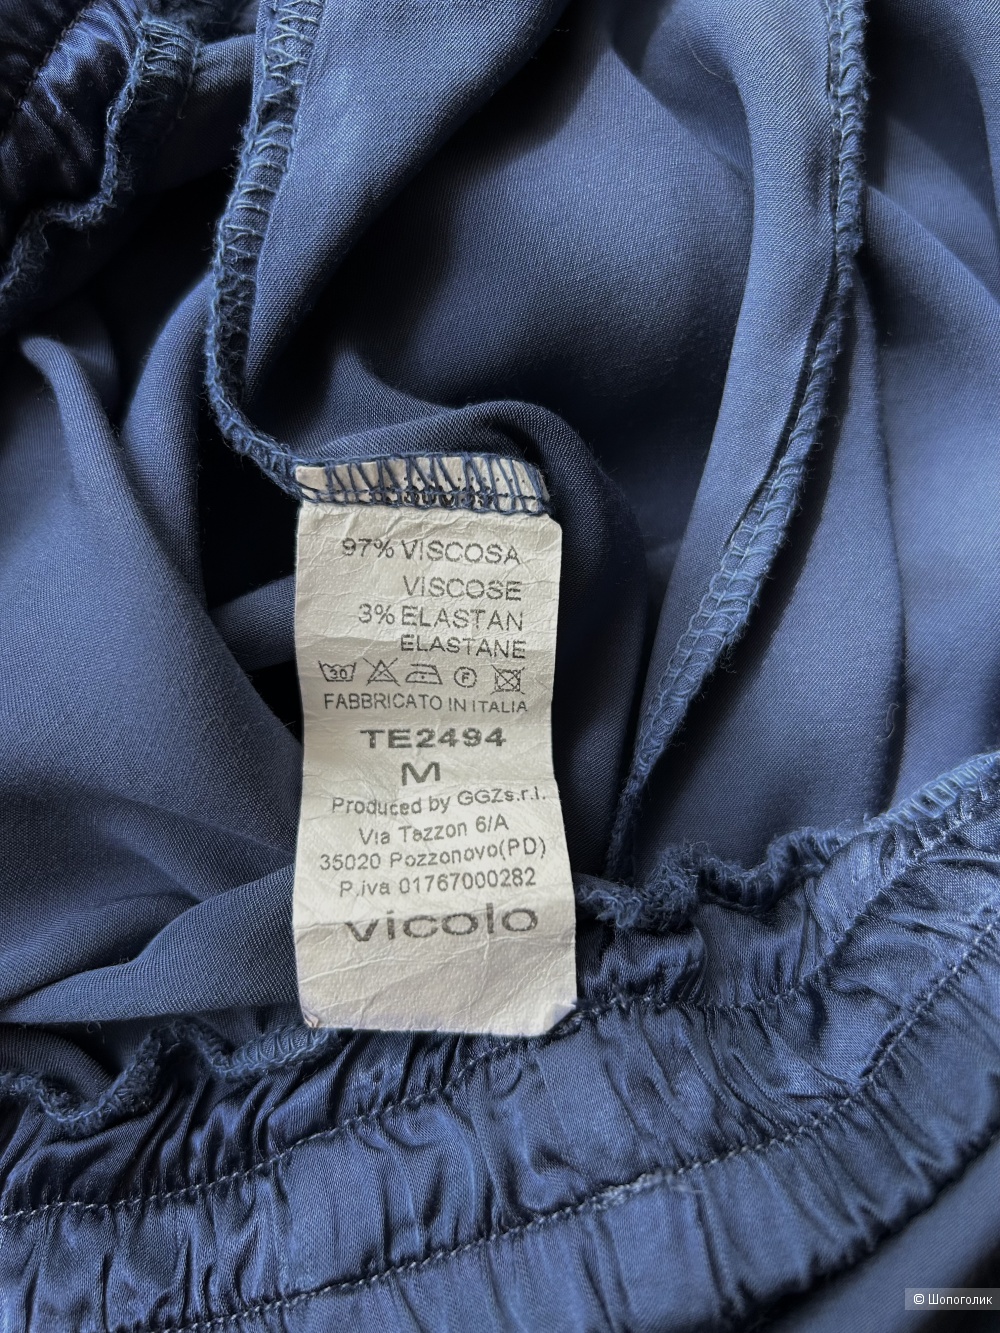 97% VISCOSA
VISCOSE
3% ELASTAN
ELASTANE
30 F
FABBRICATO IN ITALIA
TE2494
M
Produced by GGZs.r.l.
Via Tazzon 6/A
35020 Pozzonovo(PD)
P.iva 01767000282
vicolo
© Шопоголик